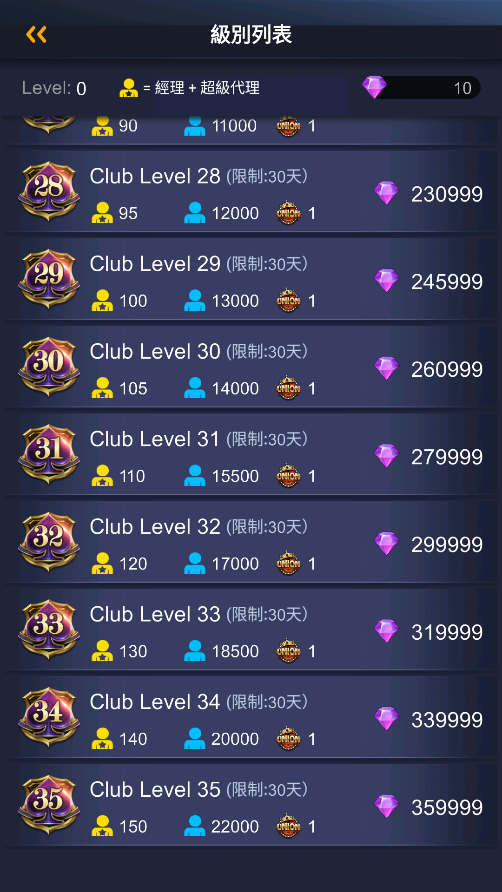 級別列表
Level: 0 = 經理 + 超級代理 10
90 11000 UNION 1
28 Club Level 28 (限制:30天) 230999
95 12000 UNION 1
29 Club Level 29 (限制:30天) 245999
100 13000 UNION 1
30 Club Level 30 (限制:30天) 260999
105 14000 UNION 1
31 Club Level 31 (限制:30天) 279999
110 15500 UNION 1
32 Club Level 32 (限制:30天) 299999
120 17000 UNION 1
33 Club Level 33 (限制:30天) 319999
130 18500 UNION 1
34 Club Level 34 (限制:30天) 339999
140 20000 UNION 1
35 Club Level 35 (限制:30天) 359999
150 22000 UNION 1